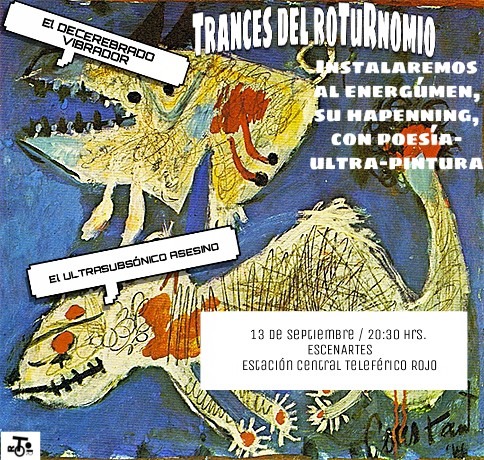 TRANCES DEL ROTURNOMIO
El DECEREBRADO
VIBRADOR
INSTALAREMOS
AL ENERGÚMEN,
SU HAPENNING,
CON POESÍA-
ULTRA-PINTURA
El ULTRASUBSÓNICO ASESINO
13 DE SEPTIEMBRE / 20:30 HRS.
ESCENARTES
ESTACIÓN CENTRAL TELEFÉRICO ROJO